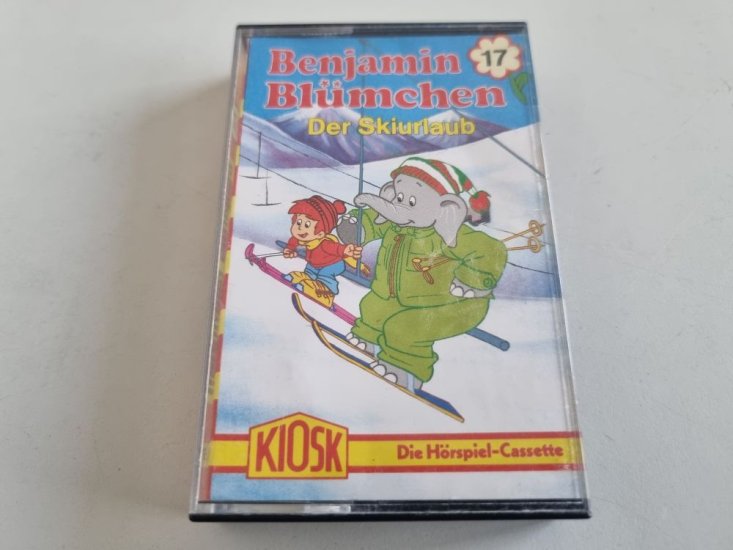 Benjamin
17
Blümchen
Der Skiurlaub
KIOSK
Die Hörspiel-Cassette